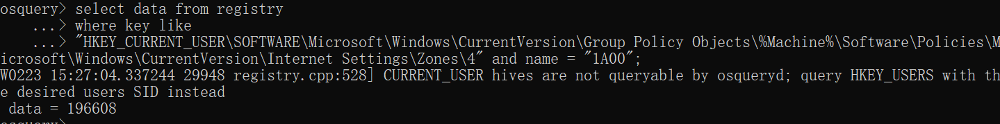 osquery> select data from registry
    ...> where key like
    ...> "HKEY_CURRENT_USER\SOFTWARE\Microsoft\Windows\CurrentVersion\Group Policy Objects\%Machine%\Software\Policies\M
icrosoft\Windows\CurrentVersion\Internet Settings\Zones\4" and name = "1A00";
W0223 15:27:04.337244 29948 registry.cpp:528] CURRENT_USER hives are not queryable by osqueryd; query HKEY_USERS with th
e desired users SID instead
 data = 196608
osquery>